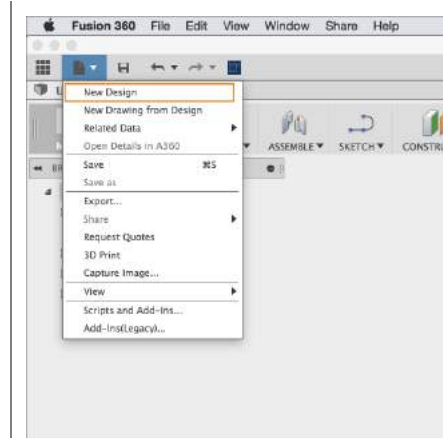 Fusion 360 File Edit View Window Share Help
New Design
New Drawing from Design
Related Data
Open Details in A360
ASSEMBLE SKETCH CONSTR
Save ⌘S
Save as
Export...
Share
Request Quotes
3D Print
Capture Image...
View
Scripts and Add-Ins...
Add-Ins(Legacy)...